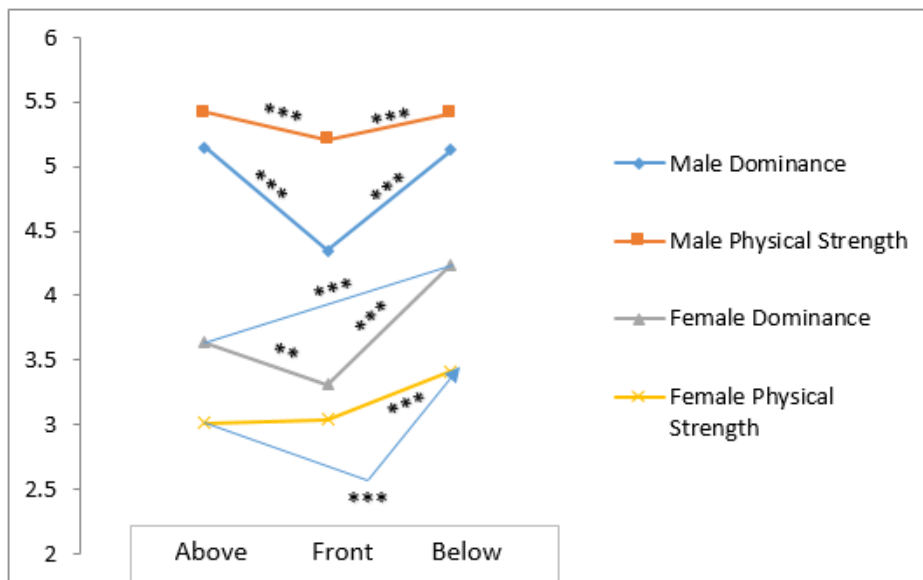 6
5.5
5
4.5
4
3.5
3
2.5
2
*** ***
*** ***
***
***
**
***
***
Above Front Below
Male Dominance
Male Physical Strength
Female Dominance
Female Physical
Strength